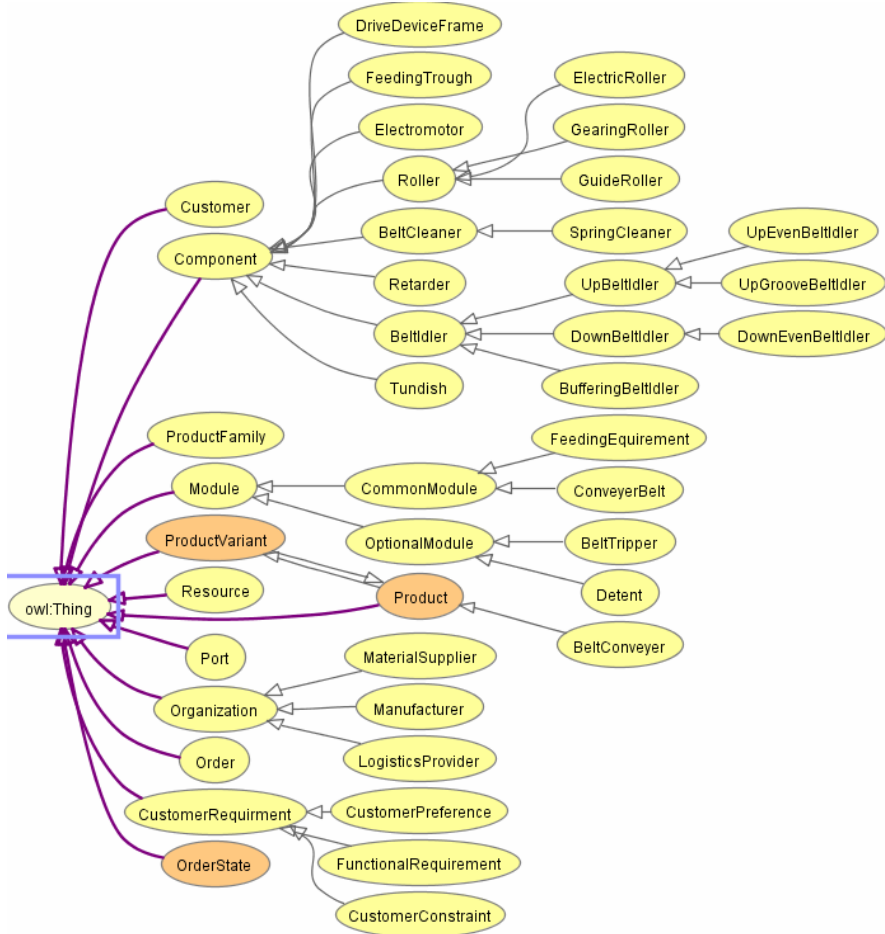 DriveDeviceFrame
FeedingTrough
ElectricRoller
Electromotor
GearingRoller
Roller
GuideRoller
Customer
BeltCleaner
SpringCleaner
UpEvenBeltIdler
Component
Retarder
UpBeltIdler
UpGrooveBeltIdler
BeltIdler
DownBeltIdler
DownEvenBeltIdler
Tundish
BufferingBeltIdler
ProductFamily
FeedingEquirement
Module
CommonModule
ConveyerBelt
ProductVariant
OptionalModule
BeltTripper
Resource
Product
Detent
owl:Thing
BeltConveyer
Port
MaterialSupplier
Organization
Manufacturer
Order
LogisticsProvider
CustomerRequirment
CustomerPreference
OrderState
FunctionalRequirement
CustomerConstraint